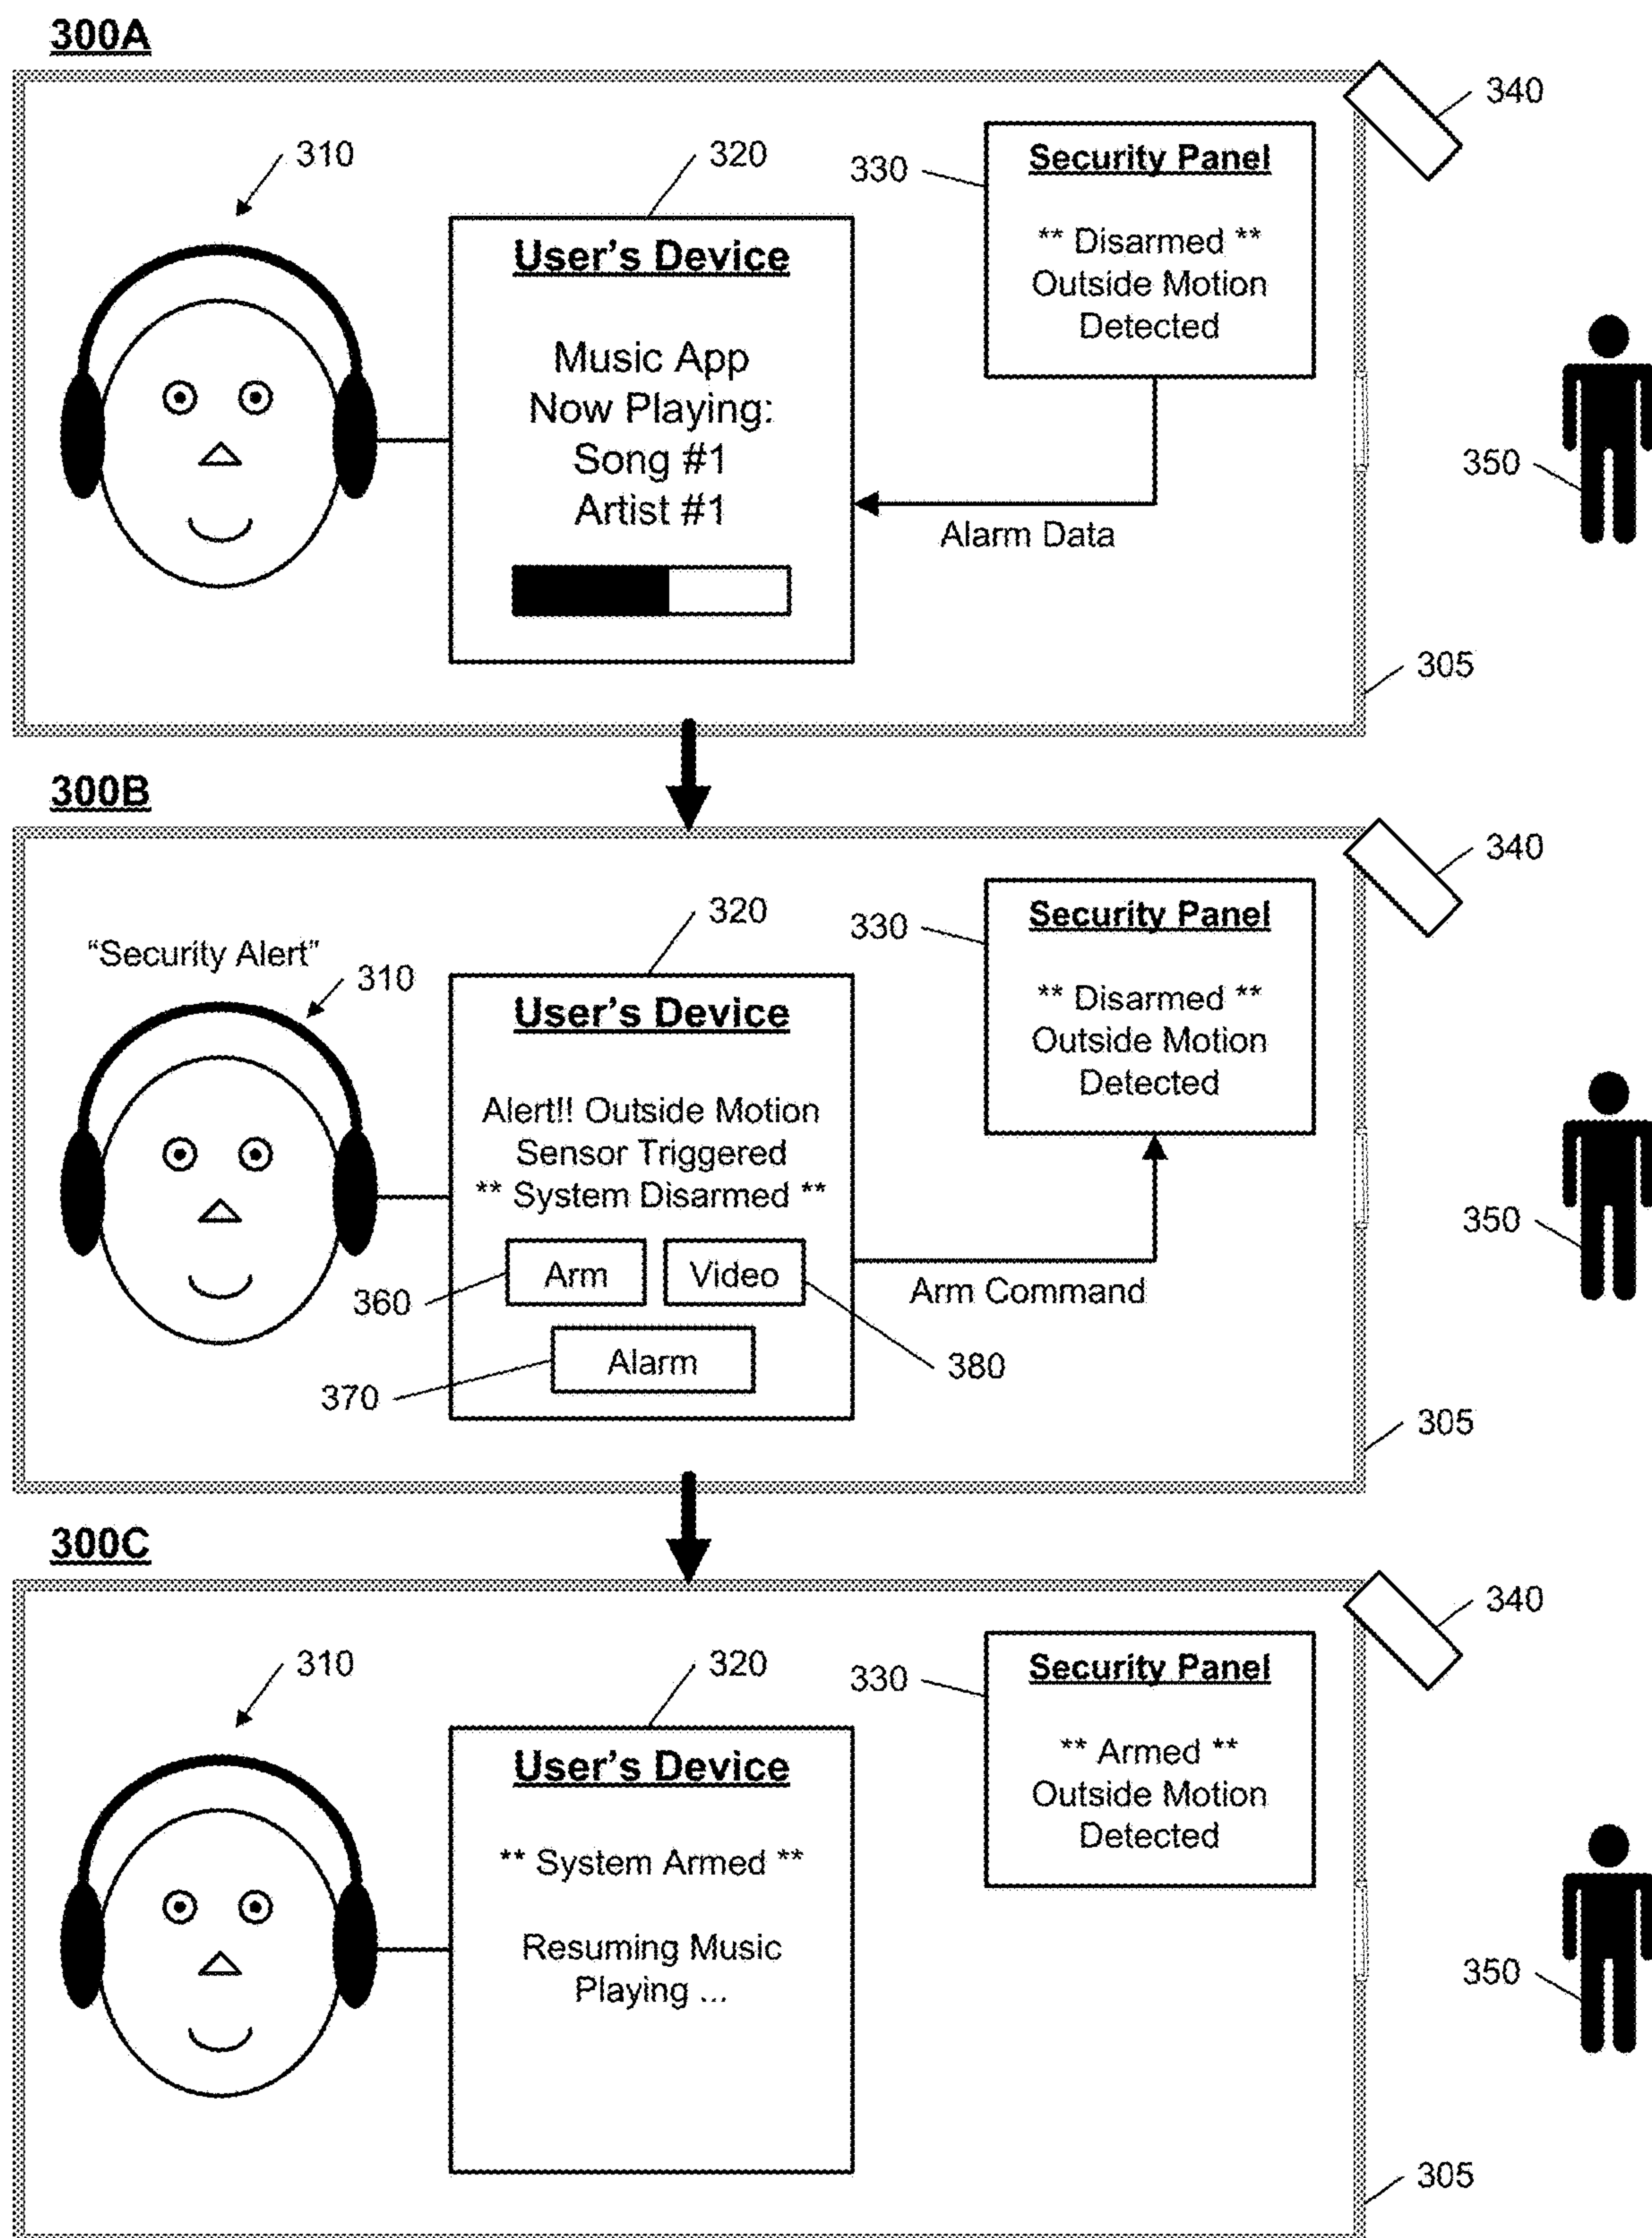 300A
340
310
320
330
Security Panel
** Disarmed **
Outside Motion
Detected
User's Device
Music App
Now Playing:
Song #1
Artist #1
Alarm Data
350
305
300B
340
"Security Alert"
310
320
330
Security Panel
** Disarmed **
Outside Motion
Detected
User's Device
Alert!! Outside Motion
Sensor Triggered
** System Disarmed **
Arm
Video
Alarm
360
370
380
Arm Command
350
305
300C
340
310
320
330
Security Panel
** Armed **
Outside Motion
Detected
User's Device
** System Armed **
Resuming Music
Playing ...
350
305